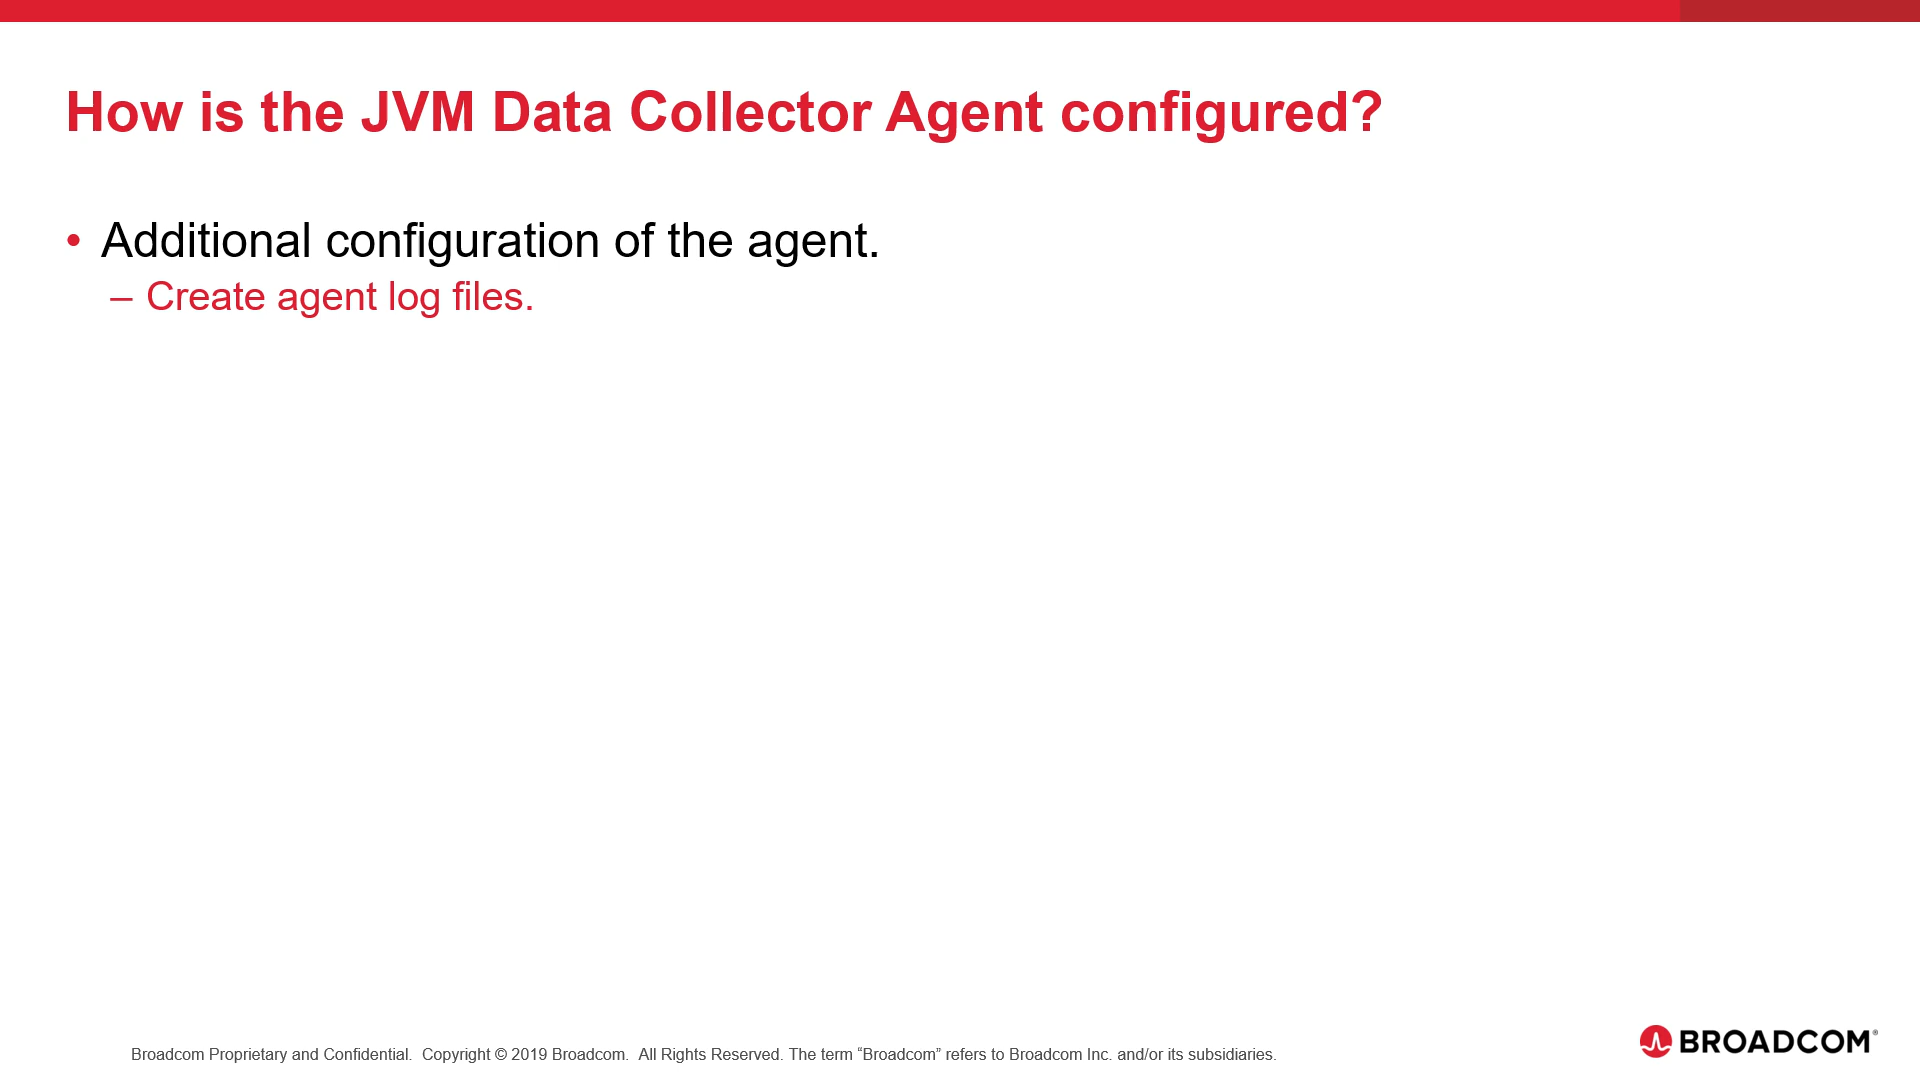 How is the JVM Data Collector Agent configured?
• Additional configuration of the agent.
– Create agent log files.
Broadcom Proprietary and Confidential.  Copyright © 2019 Broadcom.  All Rights Reserved. The term “Broadcom” refers to Broadcom Inc. and/or its subsidiaries.
BROADCOM®